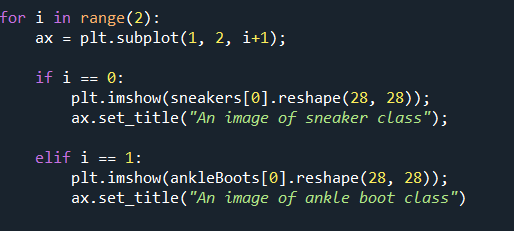 for i in range(2):
    ax = plt.subplot(1, 2, i+1);
    if i == 0:
        plt.imshow(sneakers[0].reshape(28, 28));
        ax.set_title("An image of sneaker class");
    elif i == 1:
        plt.imshow(ankleBoots[0].reshape(28, 28));
        ax.set_title("An image of ankle boot class")